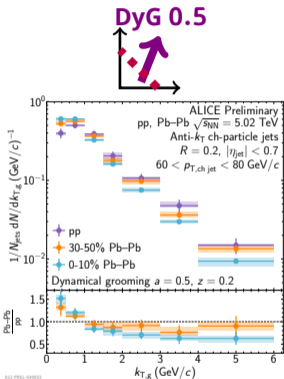 DyG 0.5
ALICE Preliminary
pp, Pb–Pb √sNN = 5.02 TeV
Anti-kT ch-particle jets
R = 0.2, |ηjet| < 0.7
60 < pT,ch jet < 80 GeV/c
1/Njets dN/dkT,g (GeV/c)⁻¹
10⁰
10⁻¹
10⁻²
pp
30-50% Pb–Pb
0-10% Pb–Pb
Dynamical grooming a = 0.5, z = 0.2
Pb–Pb
pp
1.5
1.0
0.5
0 1 2 3 4 5 6
kT,g (GeV/c)